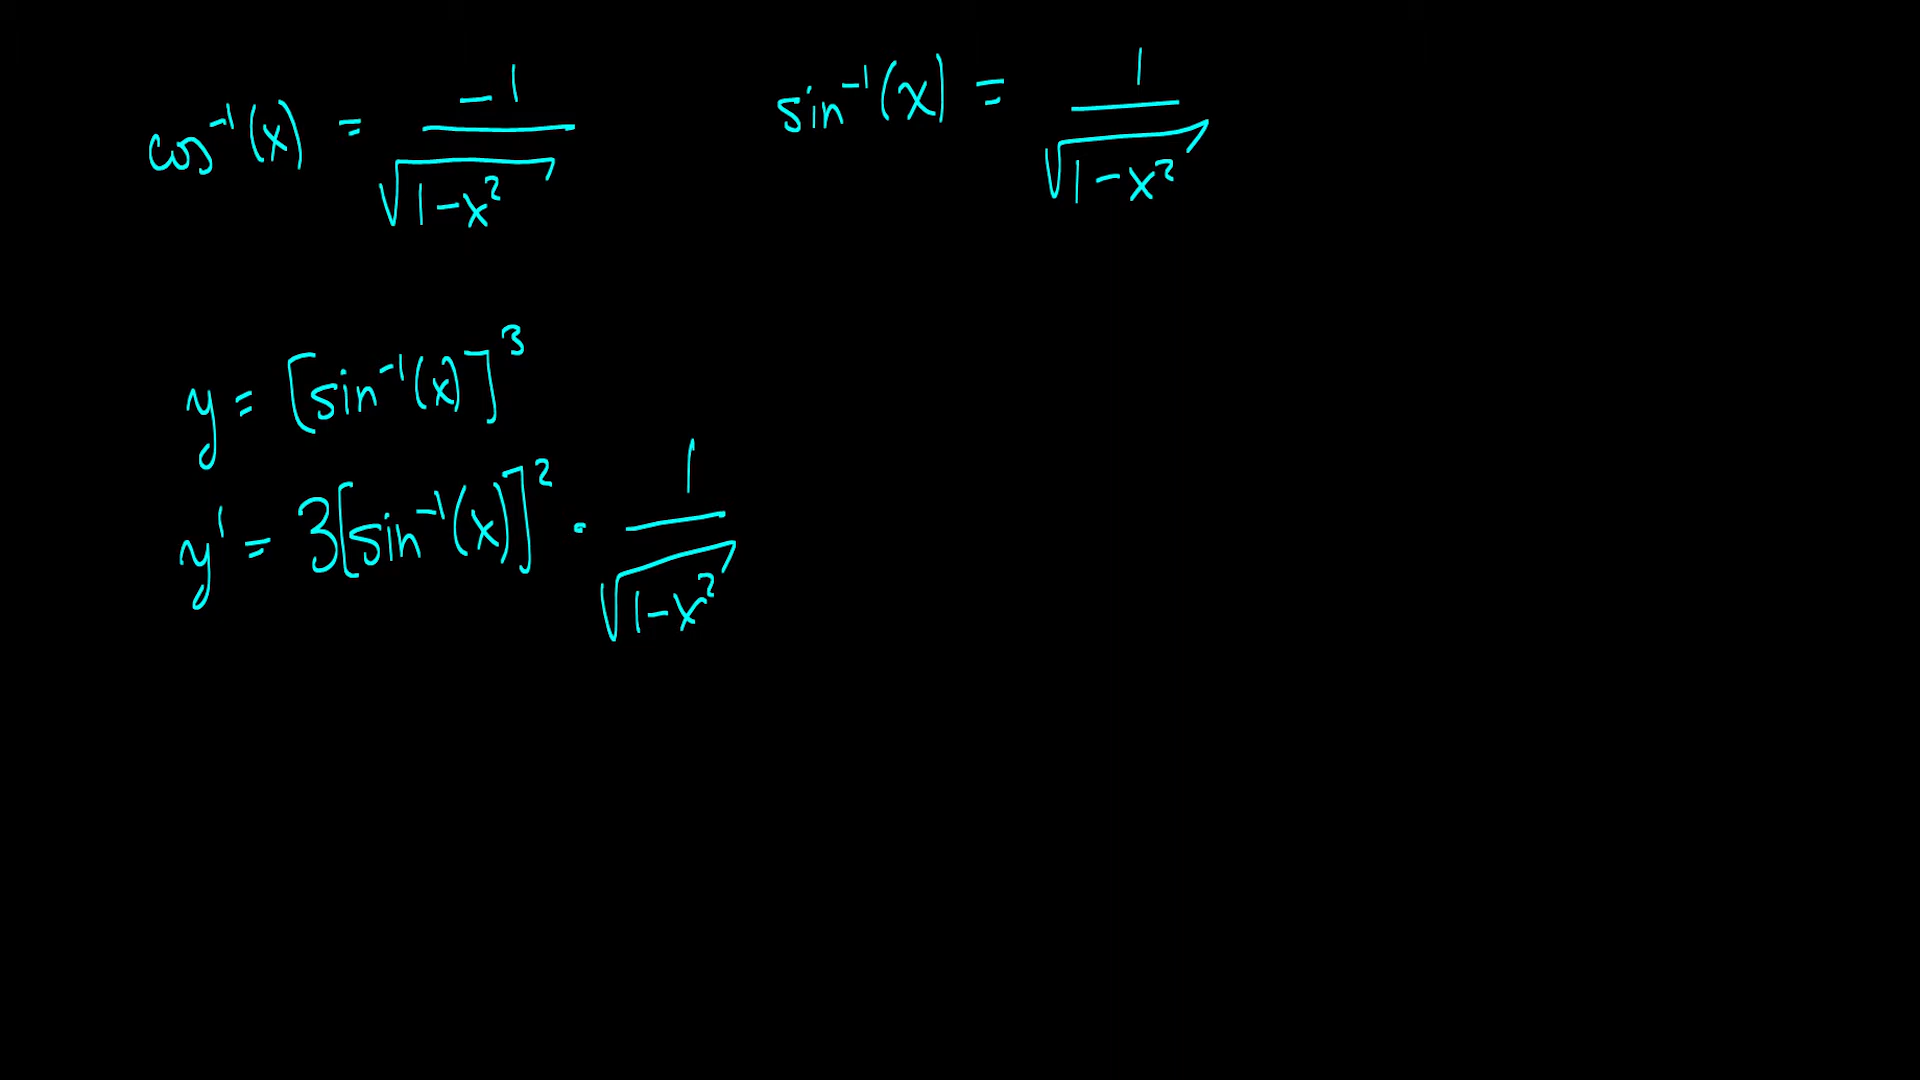 cos⁻¹(x) = -1/√(1-x²)
sin⁻¹(x) = 1/√(1-x²)
y = [sin⁻¹(x)]³
y' = 3[sin⁻¹(x)]² · 1/√(1-x²)